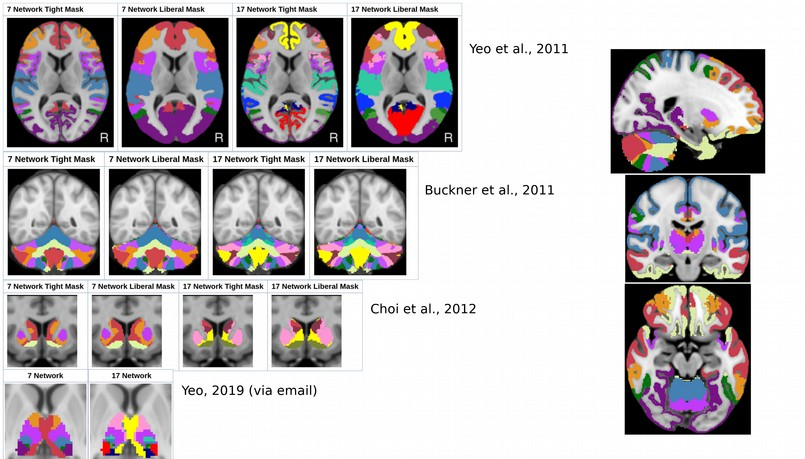 7 Network Tight Mask 7 Network Liberal Mask 17 Network Tight Mask 17 Network Liberal Mask
Yeo et al., 2011
R R
7 Network Tight Mask 7 Network Liberal Mask 17 Network Tight Mask 17 Network Liberal Mask
Buckner et al., 2011
7 Network Tight Mask 7 Network Liberal Mask 17 Network Tight Mask 17 Network Liberal Mask
Choi et al., 2012
7 Network 17 Network
Yeo, 2019 (via email)